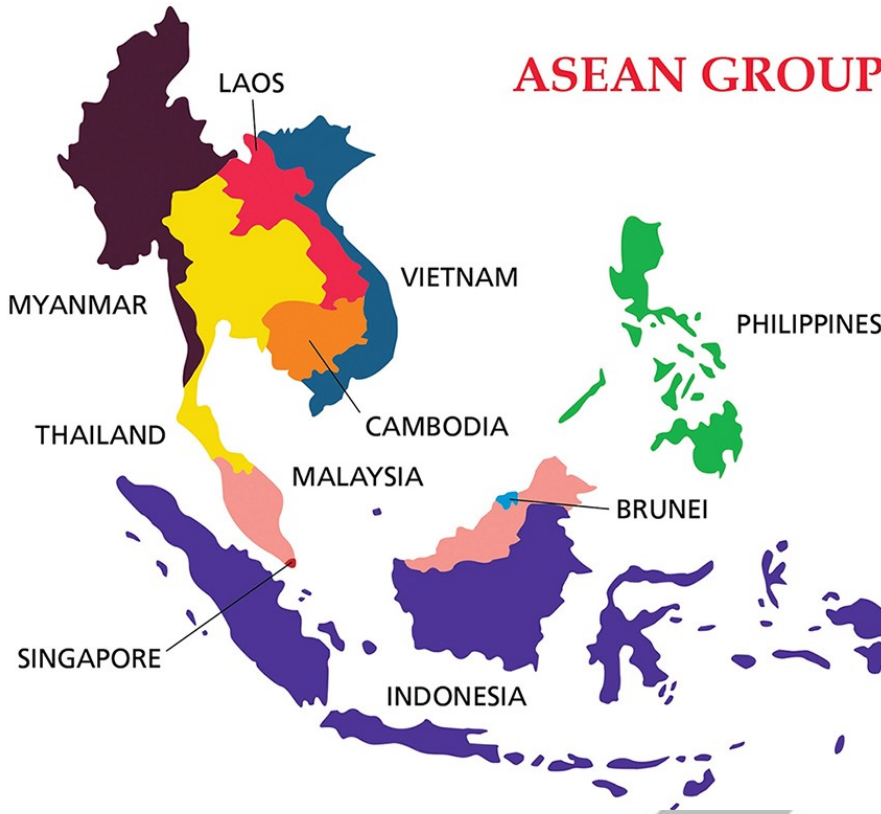 ASEAN GROUP
LAOS
VIETNAM
MYANMAR
PHILIPPINES
CAMBODIA
THAILAND
MALAYSIA
BRUNEI
SINGAPORE
INDONESIA